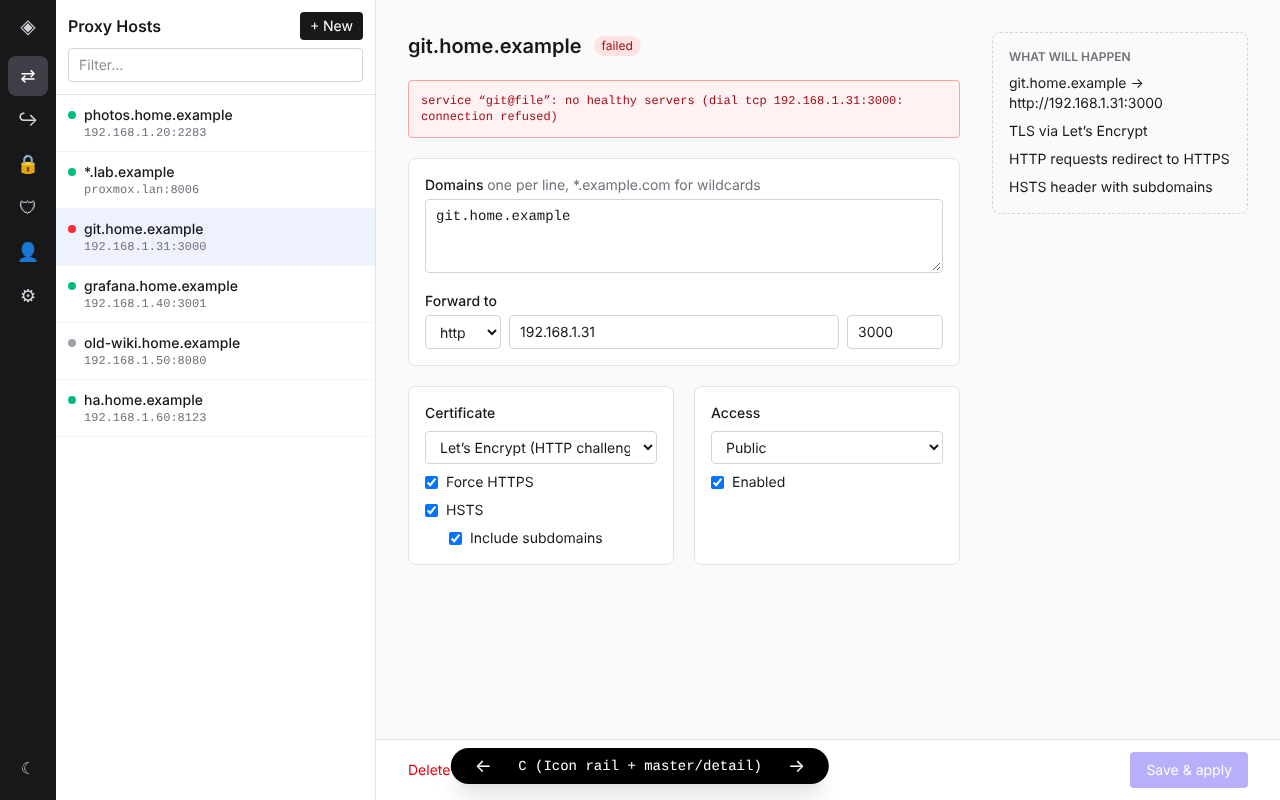 Proxy Hosts
+ New
Filter...
photos.home.example
192.168.1.20:2283
*.lab.example
proxmox.lan:8006
git.home.example
192.168.1.31:3000
grafana.home.example
192.168.1.40:3001
old-wiki.home.example
192.168.1.50:8080
ha.home.example
192.168.1.60:8123
git.home.example failed
service “git@file”: no healthy servers (dial tcp 192.168.1.31:3000:
connection refused)
Domains one per line, *.example.com for wildcards
git.home.example
Forward to
http 192.168.1.31 3000
Certificate
Let’s Encrypt (HTTP challeng
Force HTTPS
HSTS
Include subdomains
Access
Public
Enabled
WHAT WILL HAPPEN
git.home.example →
http://192.168.1.31:3000
TLS via Let’s Encrypt
HTTP requests redirect to HTTPS
HSTS header with subdomains
Delete
← C (Icon rail + master/detail) →
Save & apply